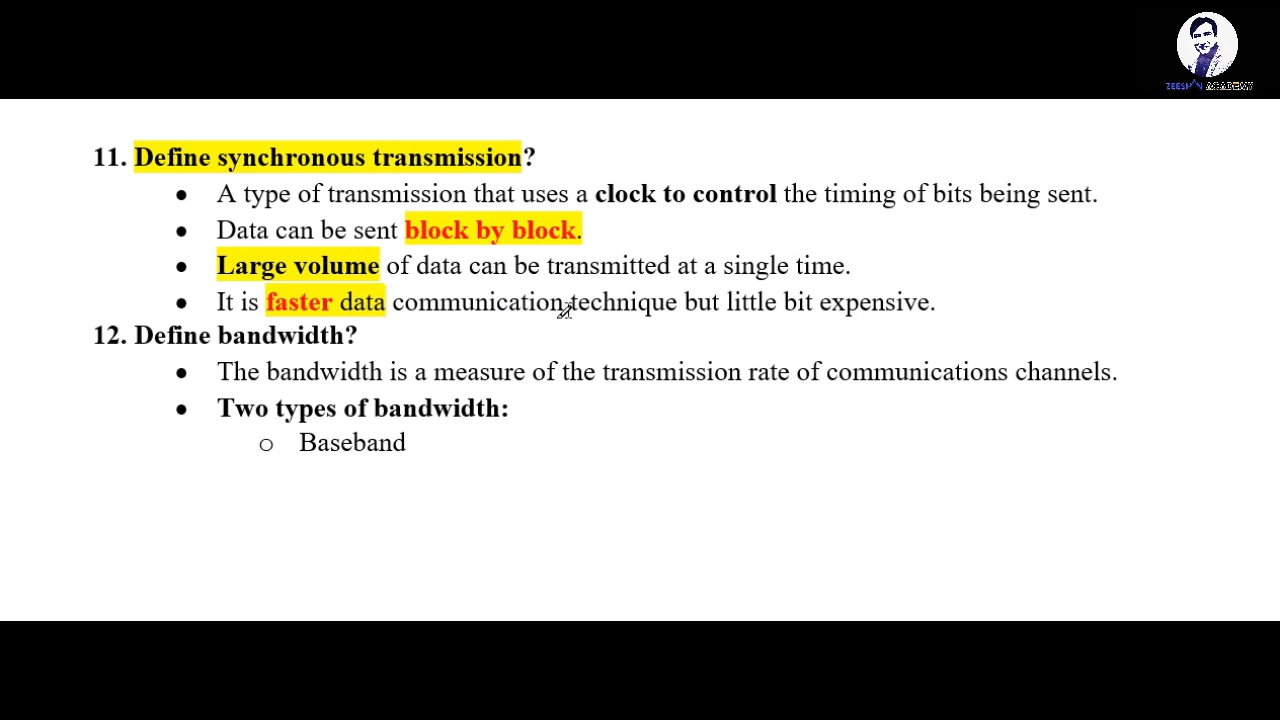 ZEESHAN ACADEMY
11. Define synchronous transmission?
• A type of transmission that uses a clock to control the timing of bits being sent.
• Data can be sent block by block.
• Large volume of data can be transmitted at a single time.
• It is faster data communication technique but little bit expensive.
12. Define bandwidth?
• The bandwidth is a measure of the transmission rate of communications channels.
• Two types of bandwidth:
o Baseband